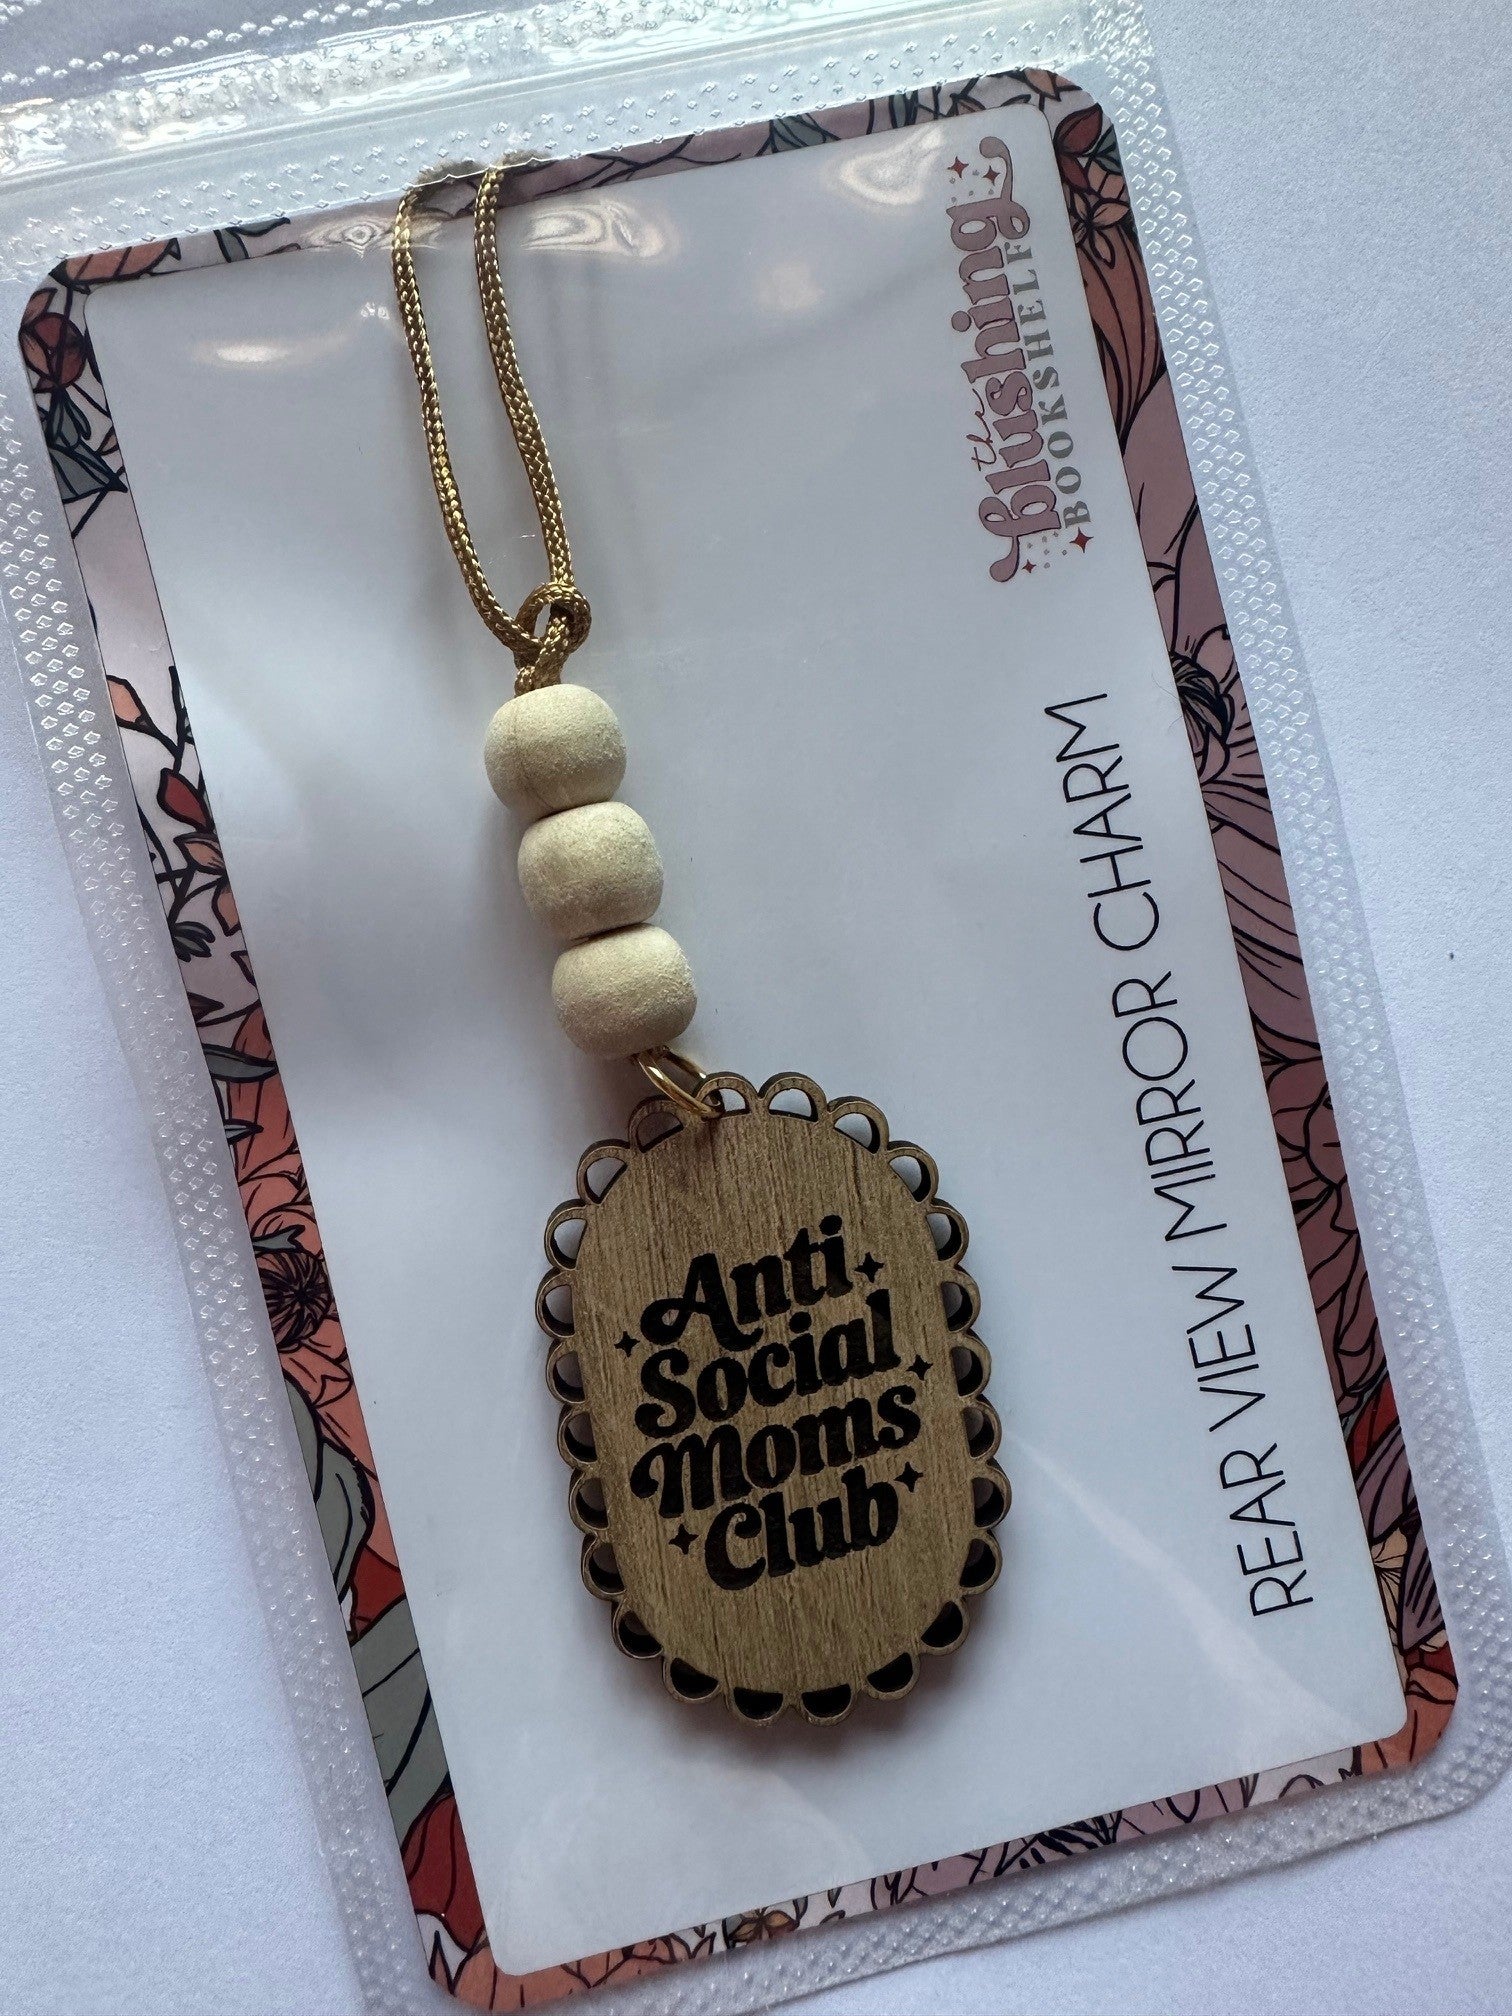 the
blushing
BOOKSHELF
REAR VIEW MIRROR CHARM
Anti
Social
Moms
Club